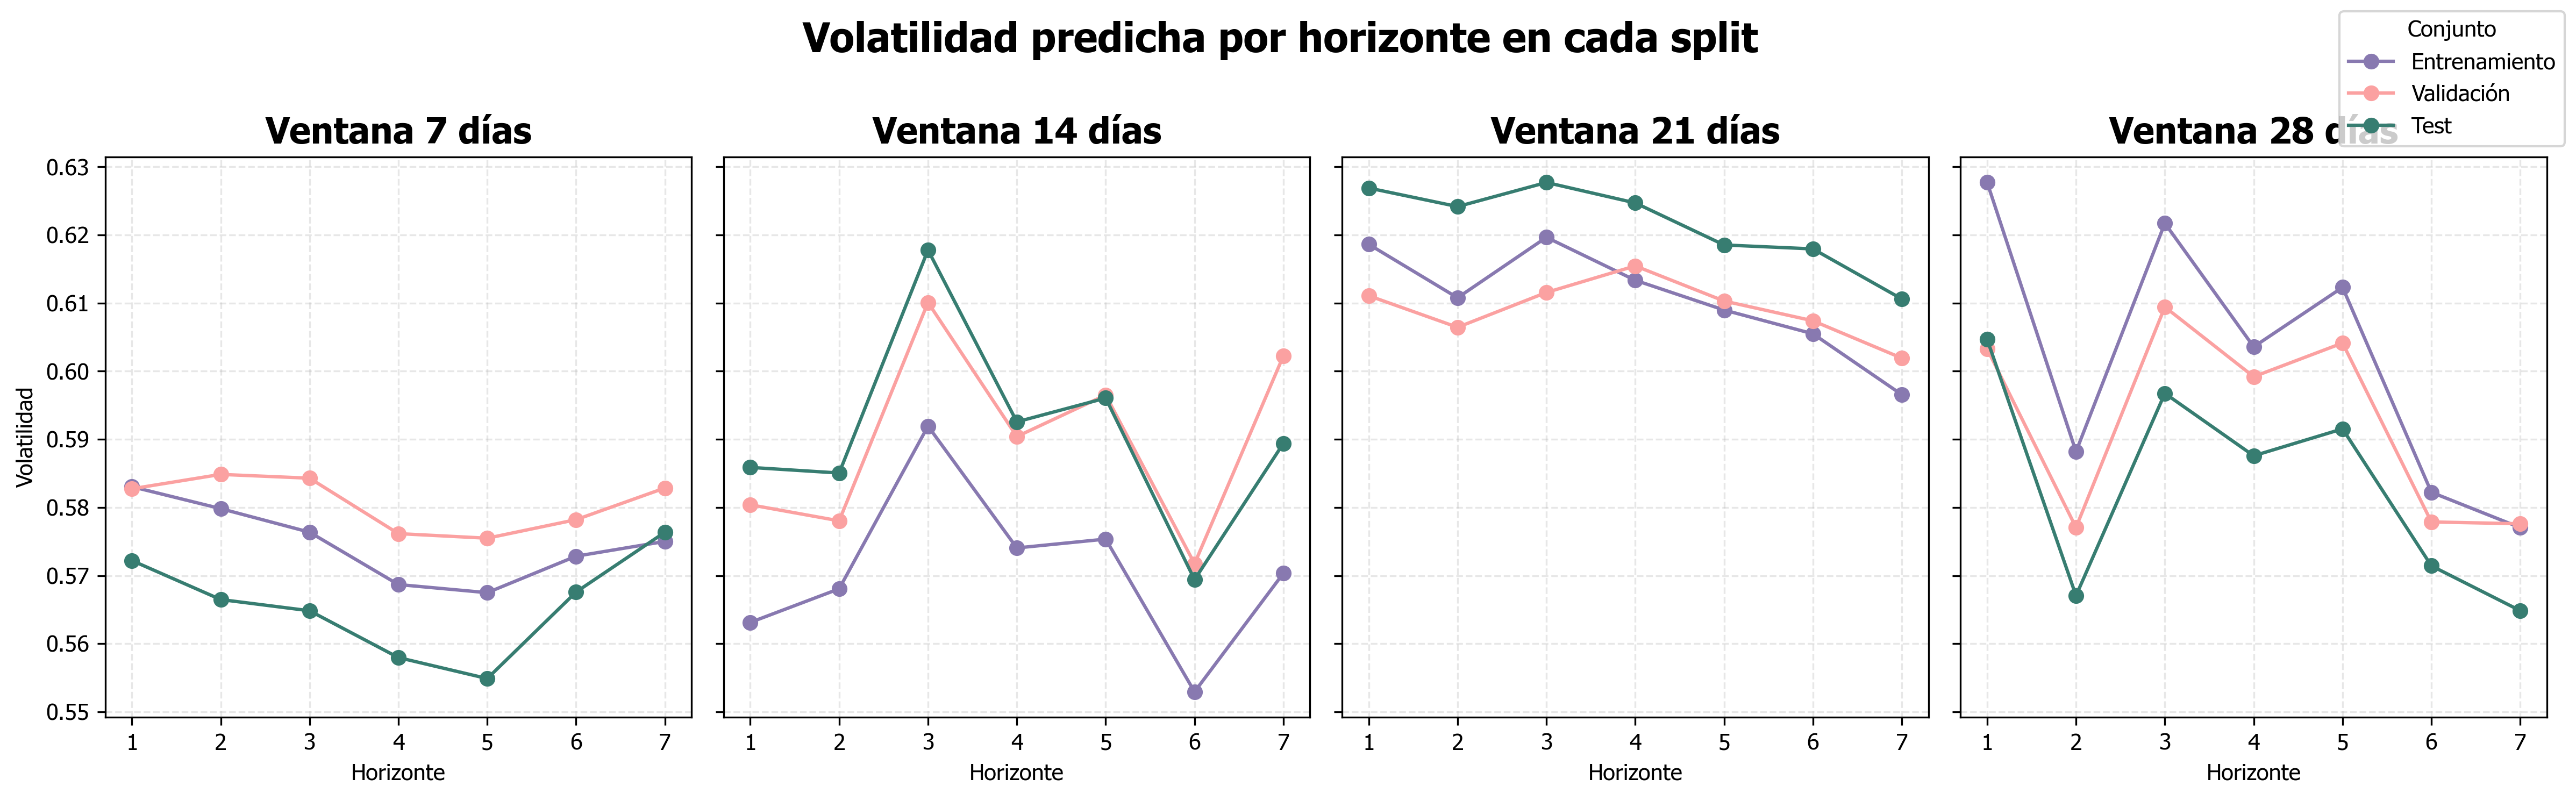 Volatilidad predicha por horizonte en cada split
Conjunto
Entrenamiento
Validación
Test
Ventana 7 días
Ventana 14 días
Ventana 21 días
Ventana 28 días
Volatilidad
0.63
0.62
0.61
0.60
0.59
0.58
0.57
0.56
0.55
1 2 3 4 5 6 7
1 2 3 4 5 6 7
1 2 3 4 5 6 7
1 2 3 4 5 6 7
Horizonte
Horizonte
Horizonte
Horizonte